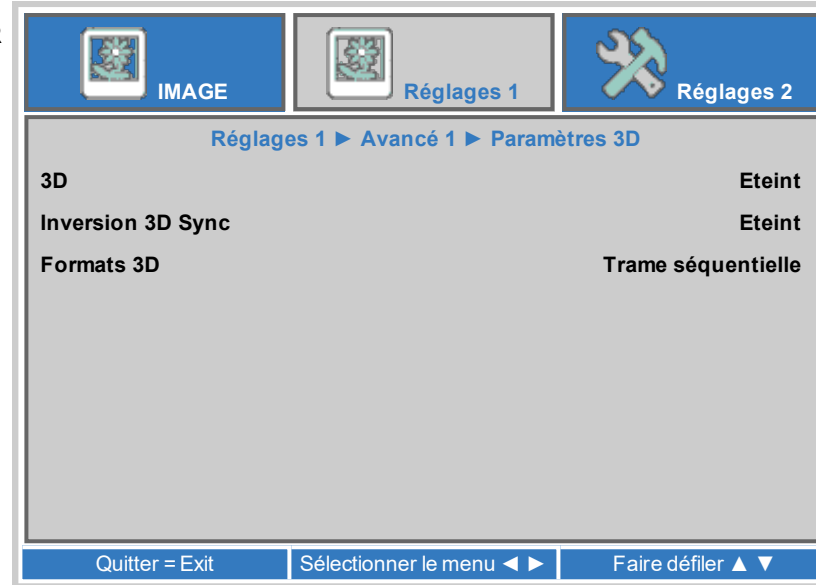 IMAGE
Réglages 1
Réglages 2
Réglages 1 ► Avancé 1 ► Paramètres 3D
3D Eteint
Inversion 3D Sync Eteint
Formats 3D Trame séquentielle
Quitter = Exit Sélectionner le menu ◄ ► Faire défiler ▲ ▼